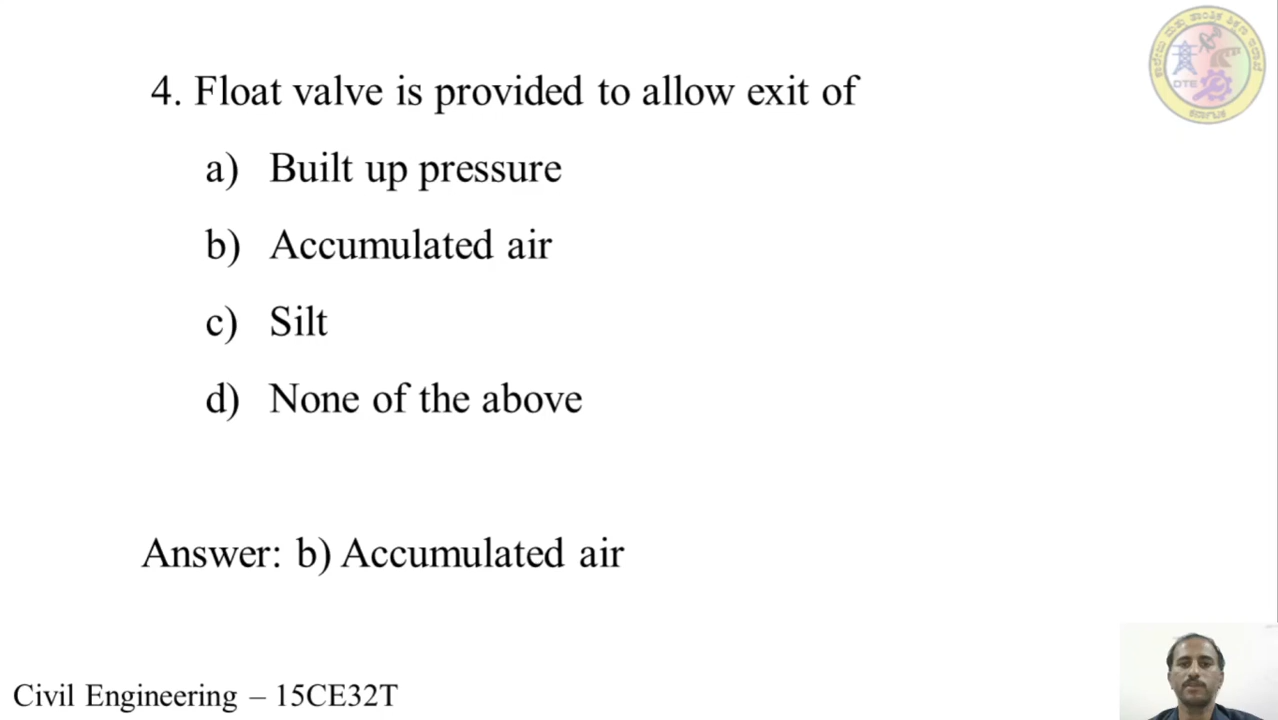 4. Float valve is provided to allow exit of
a) Built up pressure
b) Accumulated air
c) Silt
d) None of the above
Answer: b) Accumulated air
Civil Engineering – 15CE32T
DTE